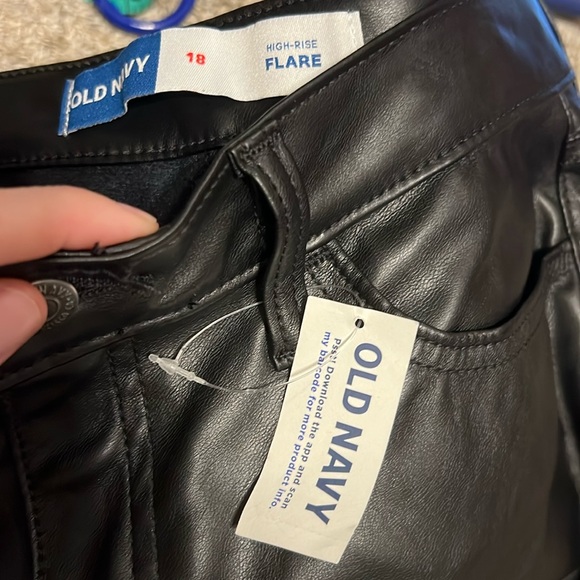 OLD NAVY
18
HIGH-RISE
FLARE
OLD NAVY
Psst! Download the app and scan
my barcode for more product info.